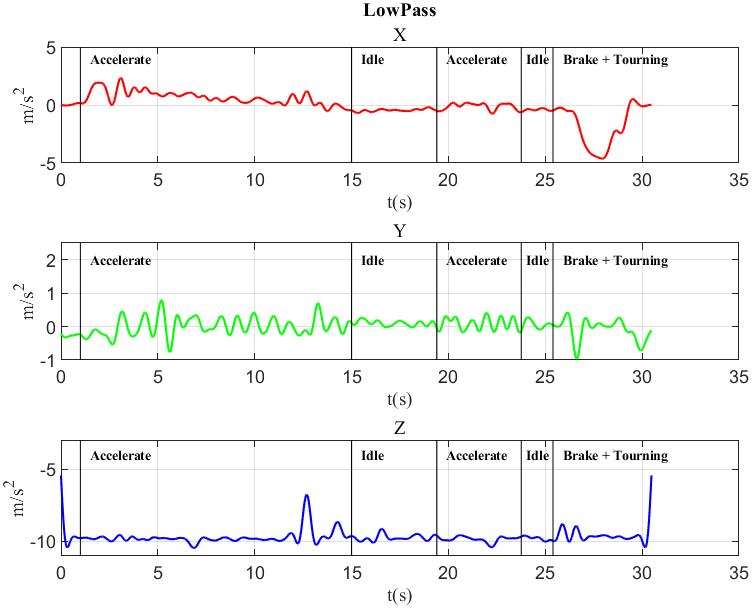 LowPass
X
Accelerate Idle Accelerate Idle Brake + Tourning
5
0
-5
m/s²
0 5 10 15 20 25 30 35
t(s)
Y
Accelerate Idle Accelerate Idle Brake + Tourning
2
1
0
-1
m/s²
0 5 10 15 20 25 30 35
t(s)
Z
Accelerate Idle Accelerate Idle Brake + Tourning
-5
-10
m/s²
0 5 10 15 20 25 30 35
t(s)